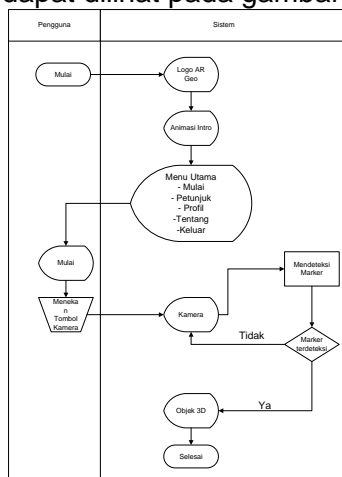 dapat dilihat pada gambar
Pengguna
Sistem
Mulai
Logo AR
Geo
Animasi Intro
Menu Utama
- Mulai
- Petunjuk
- Profil
-Tentang
-Keluar
Mulai
Meneka
n
Tombol
Kamera
Kamera
Mendeteksi
Marker
Tidak
Marker
terdeteksi
Ya
Objek 3D
Selesai